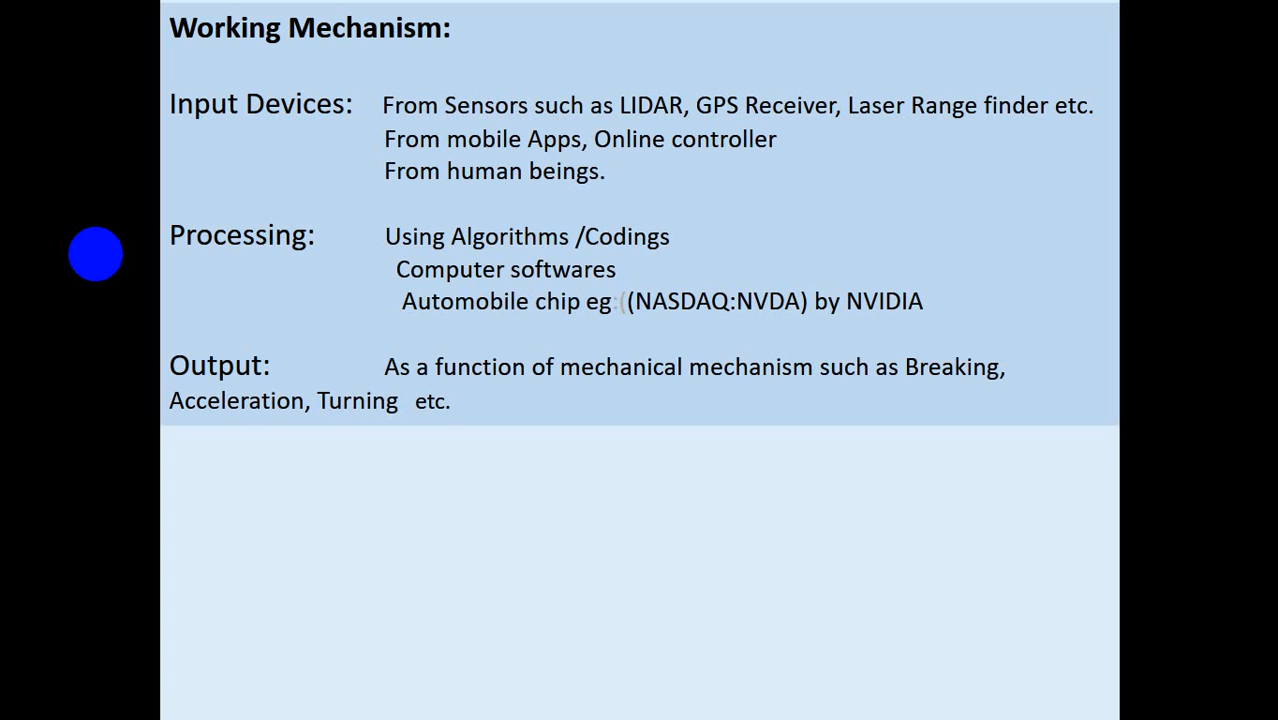 Working Mechanism:
Input Devices: From Sensors such as LIDAR, GPS Receiver, Laser Range finder etc.
From mobile Apps, Online controller
From human beings.
Processing: Using Algorithms /Codings
Computer softwares
Automobile chip eg:((NASDAQ:NVDA) by NVIDIA
Output: As a function of mechanical mechanism such as Breaking,
Acceleration, Turning etc.